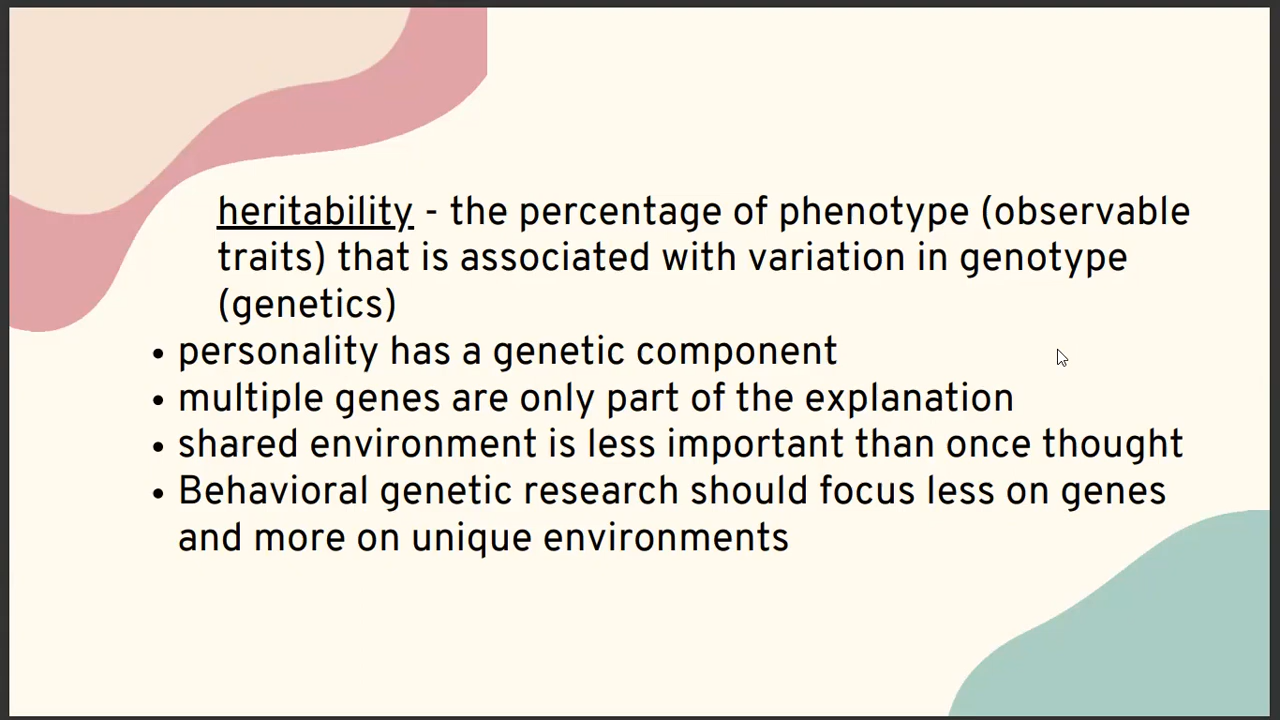 heritability - the percentage of phenotype (observable
traits) that is associated with variation in genotype
(genetics)
• personality has a genetic component
• multiple genes are only part of the explanation
• shared environment is less important than once thought
• Behavioral genetic research should focus less on genes
and more on unique environments